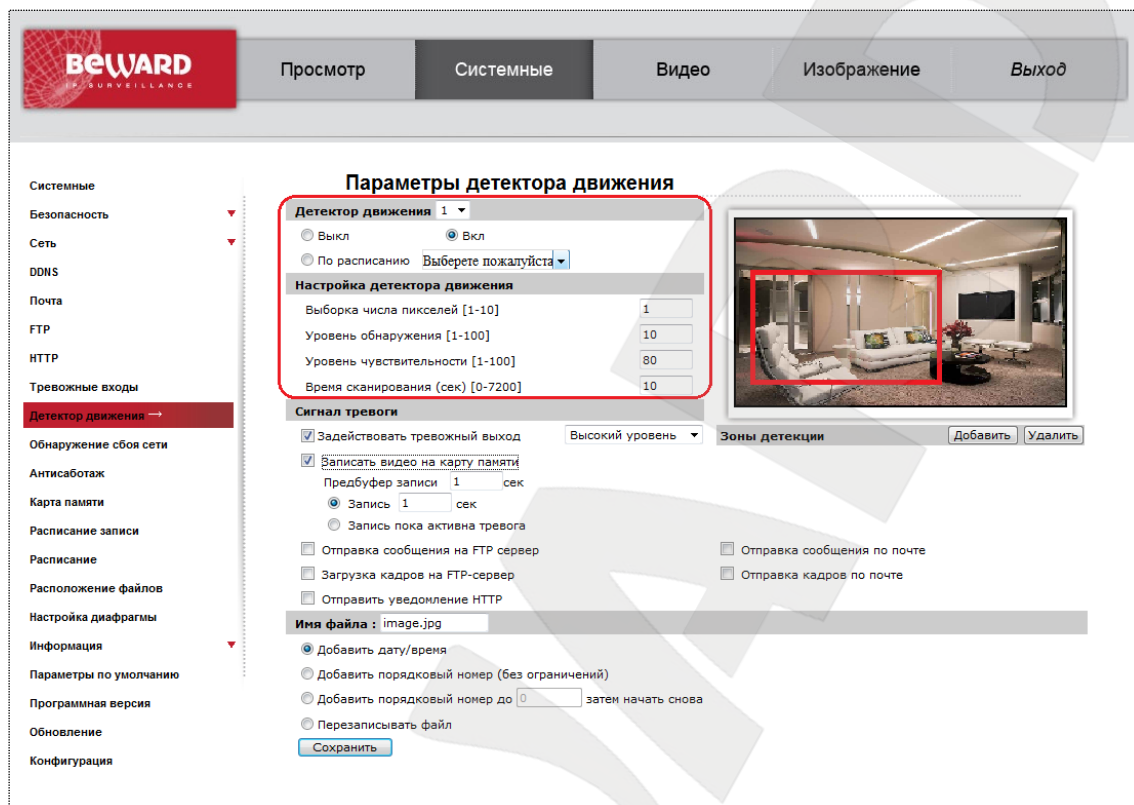 BEWARD
IP SURVEILLANCE
Просмотр
Системные
Видео
Изображение
Выход
Системные
Безопасность
Сеть
DDNS
Почта
FTP
HTTP
Тревожные входы
Детектор движения →
Обнаружение сбоя сети
Антисаботаж
Карта памяти
Расписание записи
Расписание
Расположение файлов
Настройка диафрагмы
Информация
Параметры по умолчанию
Программная версия
Обновление
Конфигурация
Параметры детектора движения
Детектор движения 1
Выкл Вкл
По расписанию Выберете пожалуйста
Настройка детектора движения
Выборка числа пикселей [1-10] 1
Уровень обнаружения [1-100] 10
Уровень чувствительности [1-100] 80
Время сканирования (сек) [0-7200] 10
Сигнал тревоги
Задействовать тревожный выход Высокий уровень
Зоны детекции Добавить Удалить
Записать видео на карту памяти
Предбуфер записи 1 сек
Запись 1 сек
Запись пока активна тревога
Отправка сообщения на FTP сервер
Отправка сообщения по почте
Загрузка кадров на FTP-сервер
Отправка кадров по почте
Отправить уведомление HTTP
Имя файла : image.jpg
Добавить дату/время
Добавить порядковый номер (без ограничений)
Добавить порядковый номер до 0 затем начать снова
Перезаписывать файл
Сохранить